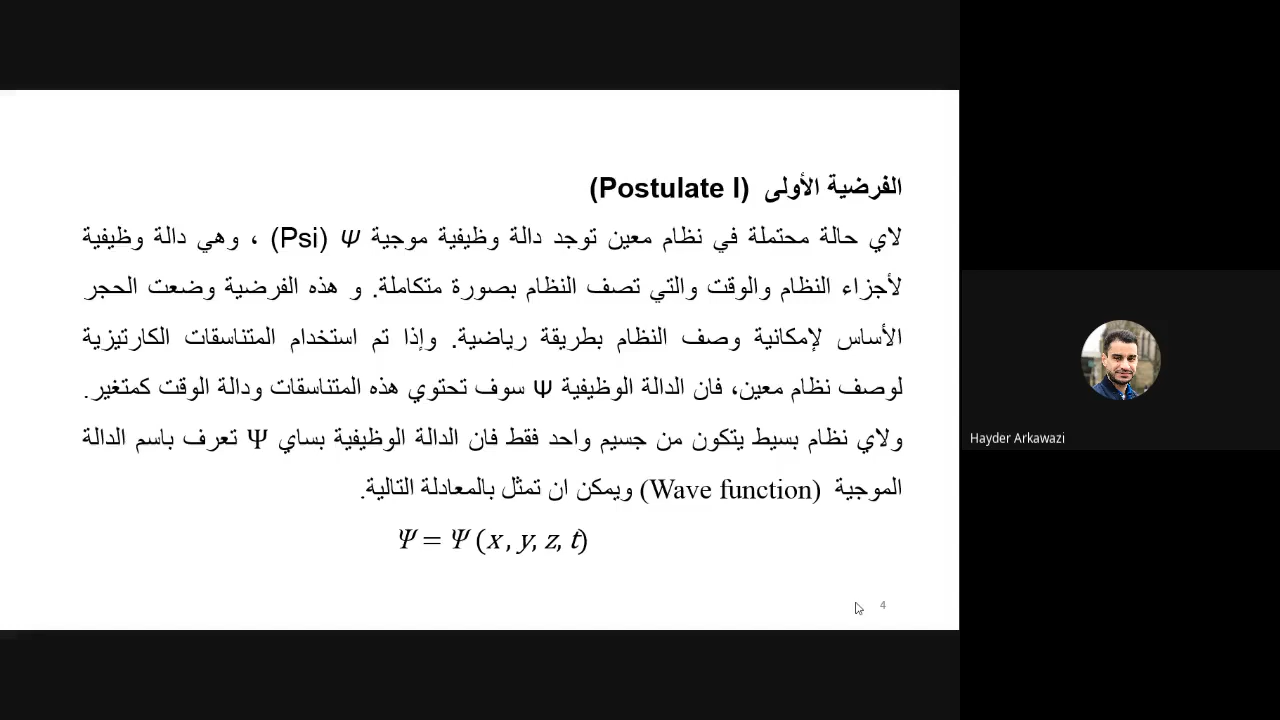 الفرضية الأولى (Postulate I)
لاي حالة محتملة في نظام معين توجد دالة وظيفية موجية Ψ (Psi) ، وهي دالة وظيفية
لأجزاء النظام والوقت والتي تصف النظام بصورة متكاملة. و هذه الفرضية وضعت الحجر
الأساس لإمكانية وصف النظام بطريقة رياضية. وإذا تم استخدام المتناسقات الكارتيزية
لوصف نظام معين، فان الدالة الوظيفية Ψ سوف تحتوي هذه المتناسقات ودالة الوقت كمتغير.
ولاي نظام بسيط يتكون من جسيم واحد فقط فان الدالة الوظيفية بساي Ψ تعرف باسم الدالة
الموجية (Wave function) ويمكن ان تمثل بالمعادلة التالية.
Ψ = Ψ (x, y, z, t)
4
Hayder Arkawazi